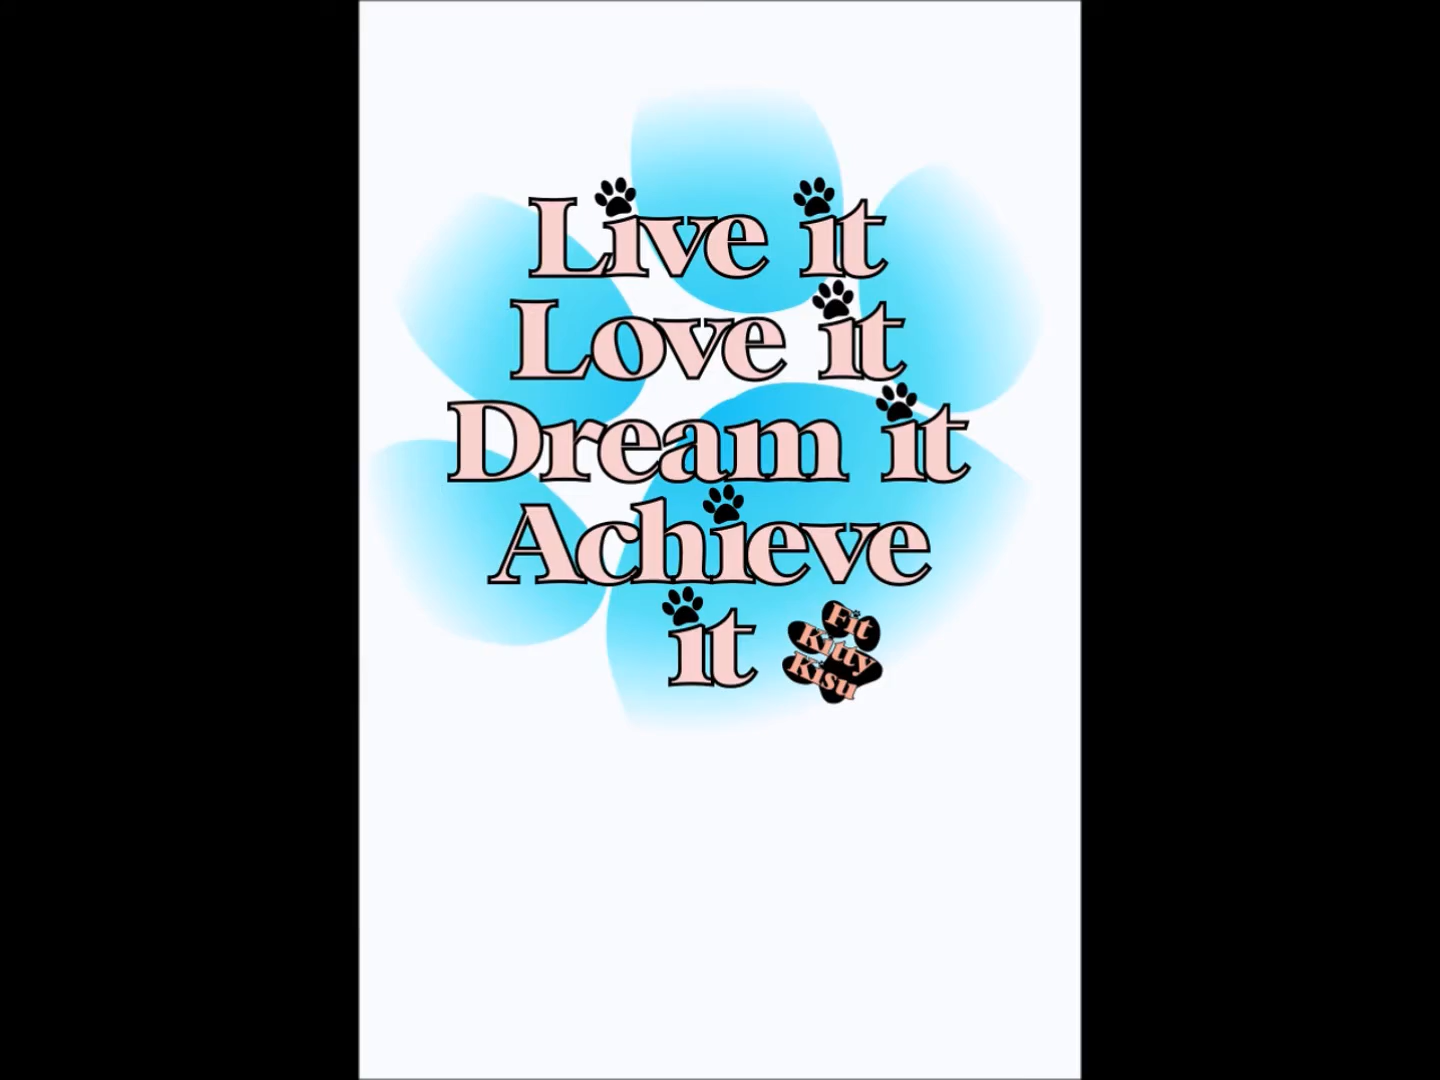 Live it
Love it
Dream it
Achieve
it
Fit
Kitty
Kisu